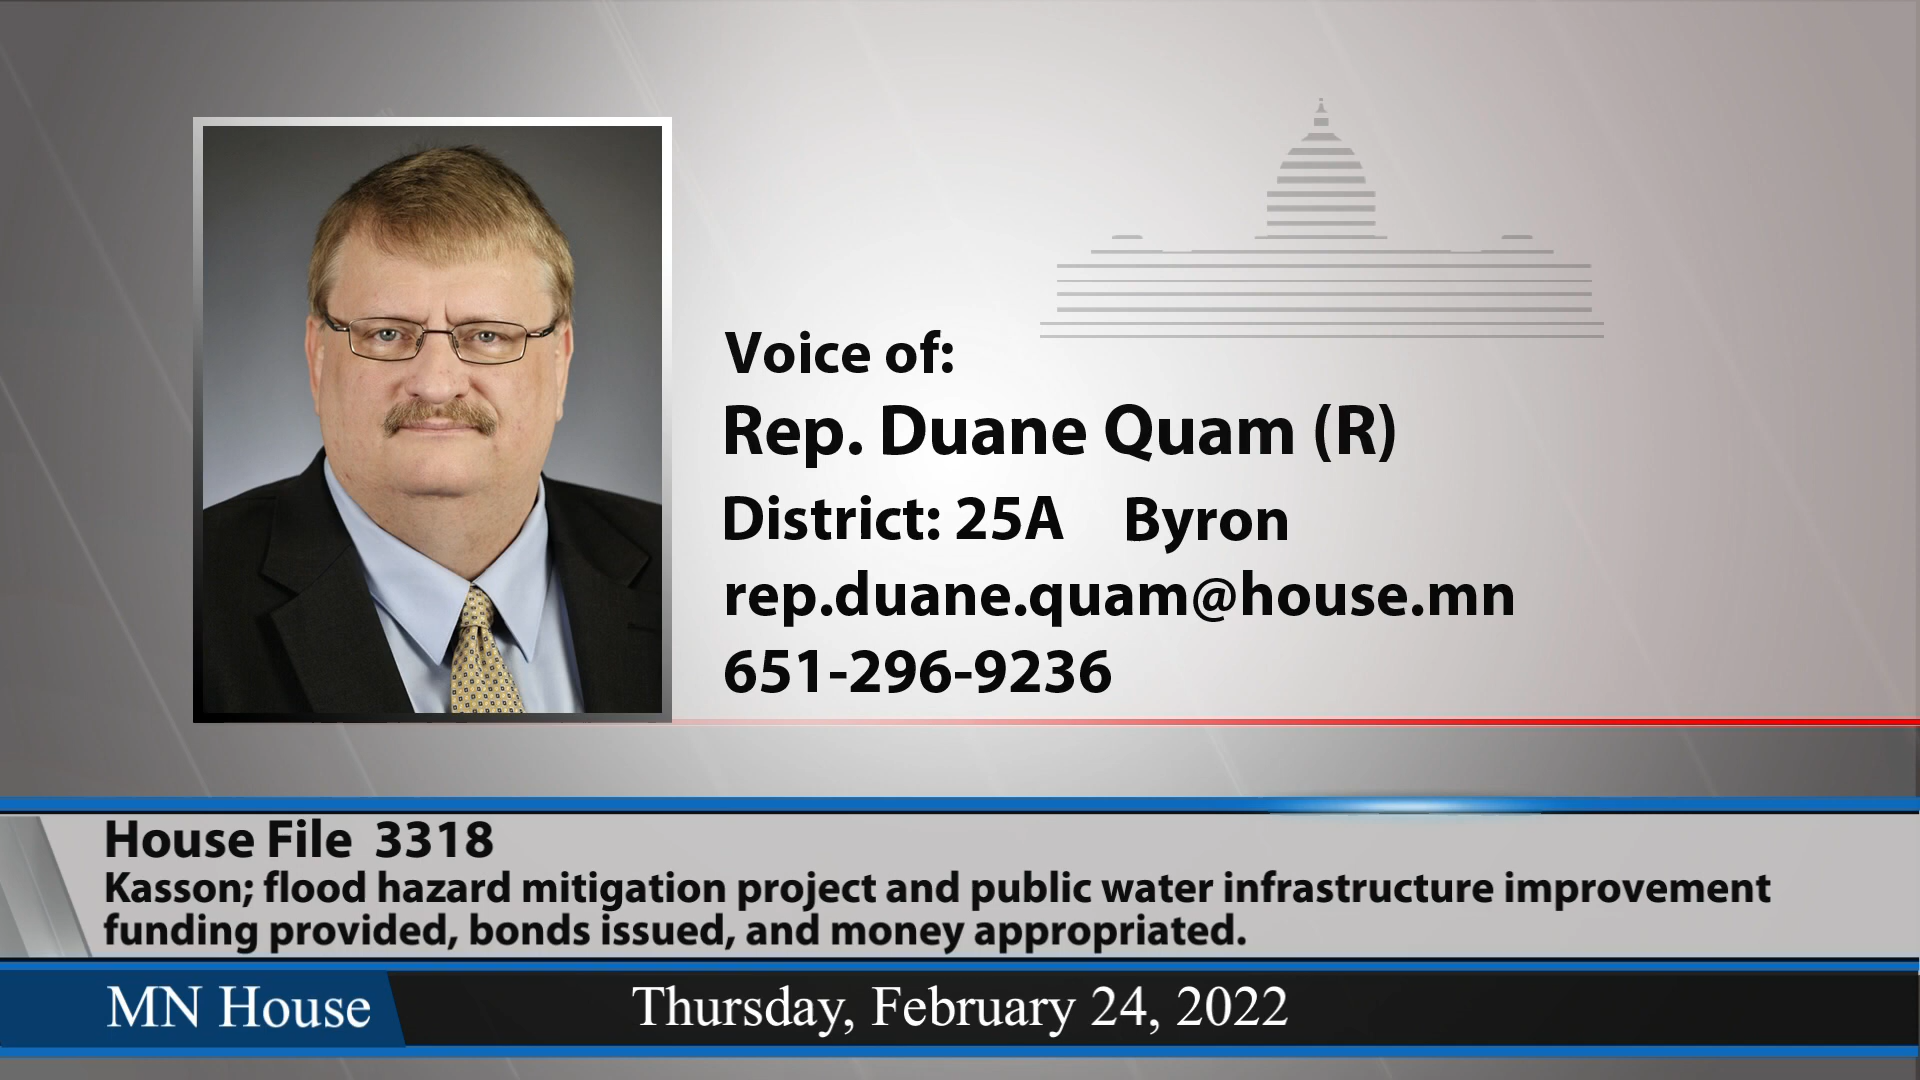 Voice of:
Rep. Duane Quam (R)
District: 25A Byron
rep.duane.quam@house.mn
651-296-9236
House File 3318
Kasson; flood hazard mitigation project and public water infrastructure improvement
funding provided, bonds issued, and money appropriated.
MN House Thursday, February 24, 2022